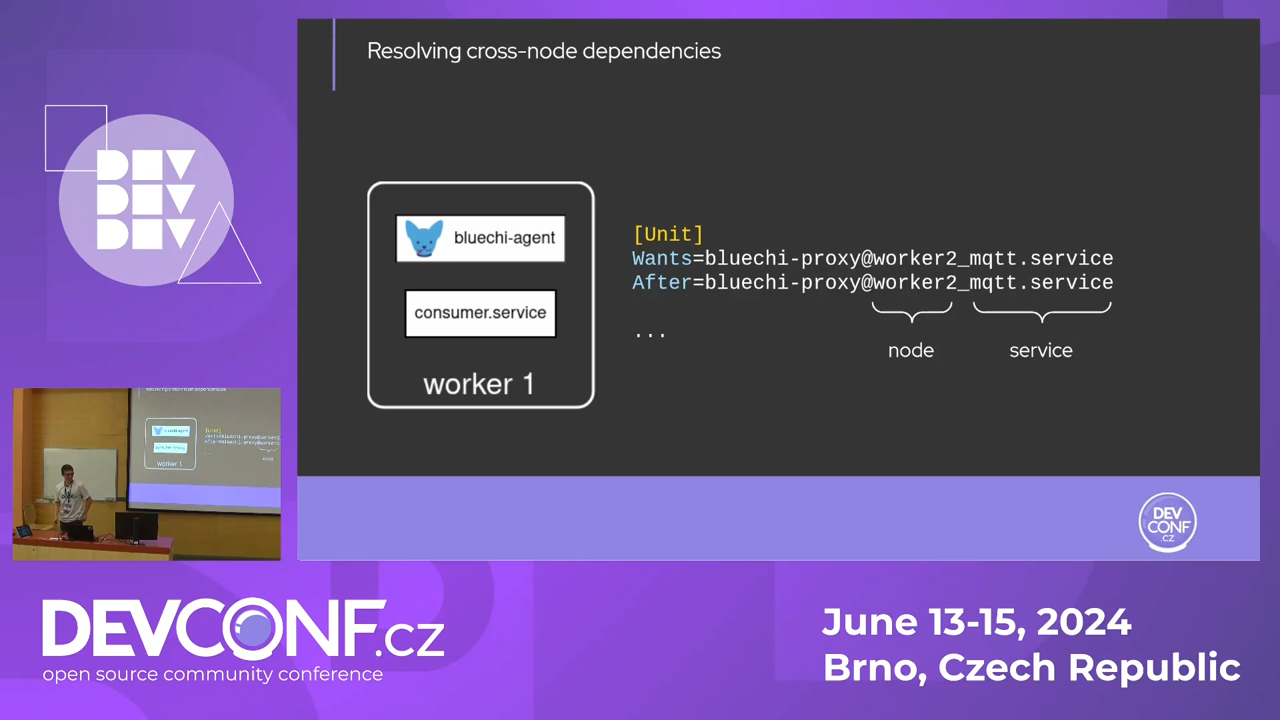 DEV
DEV
DEV
Resolving cross-node dependencies
bluechi-agent
consumer.service
worker 1
[Unit]
Wants=bluechi-proxy@worker2_mqtt.service
After=bluechi-proxy@worker2_mqtt.service
...
node
service
DEV
CONF
.CZ
worker 1
DEVCONF.cz
open source community conference
June 13-15, 2024
Brno, Czech Republic